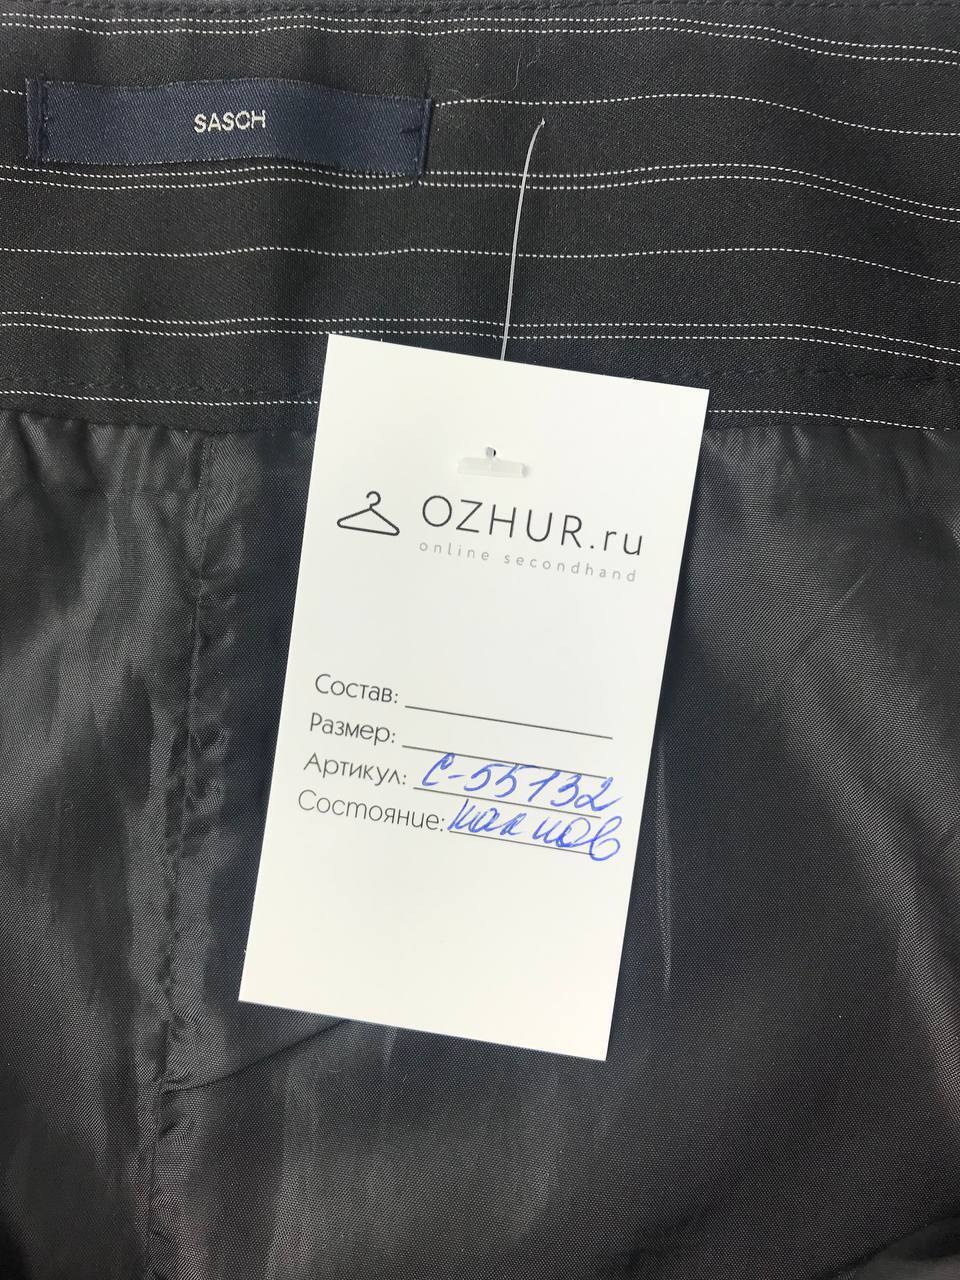 SASCH
OZHUR.ru
online secondhand
Состав:
Размер:
Артикул: С-55132
Состояние: как нов